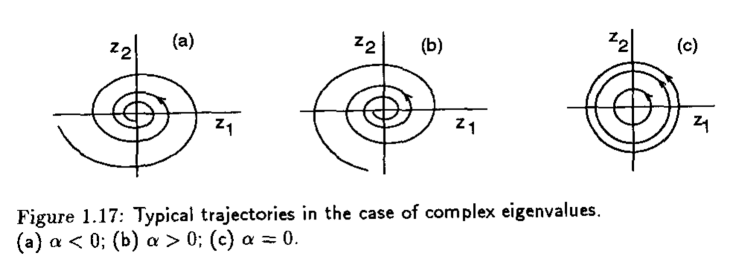 z₂ (a) z₁
z₂ (b) z₁
z₂ (c) z₁
Figure 1.17: Typical trajectories in the case of complex eigenvalues.
(a) α < 0; (b) α > 0; (c) α = 0.